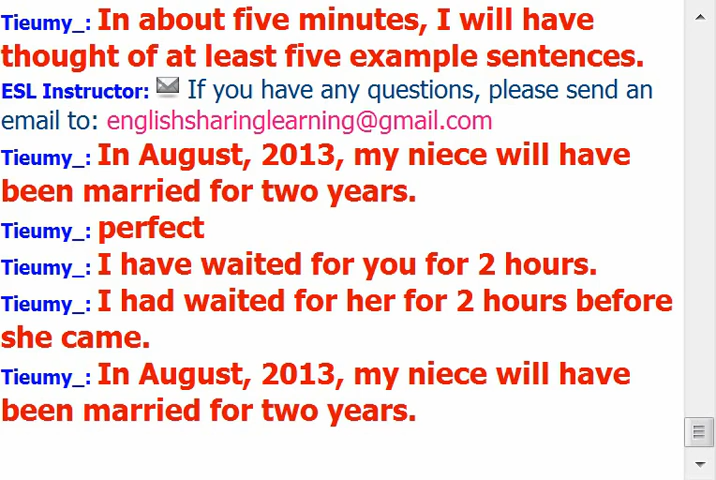 Tieumy_: In about five minutes, I will have
thought of at least five example sentences.
ESL Instructor: If you have any questions, please send an
email to: englishsharinglearning@gmail.com
Tieumy_: In August, 2013, my niece will have
been married for two years.
Tieumy_: perfect
Tieumy_: I have waited for you for 2 hours.
Tieumy_: I had waited for her for 2 hours before
she came.
Tieumy_: In August, 2013, my niece will have
been married for two years.